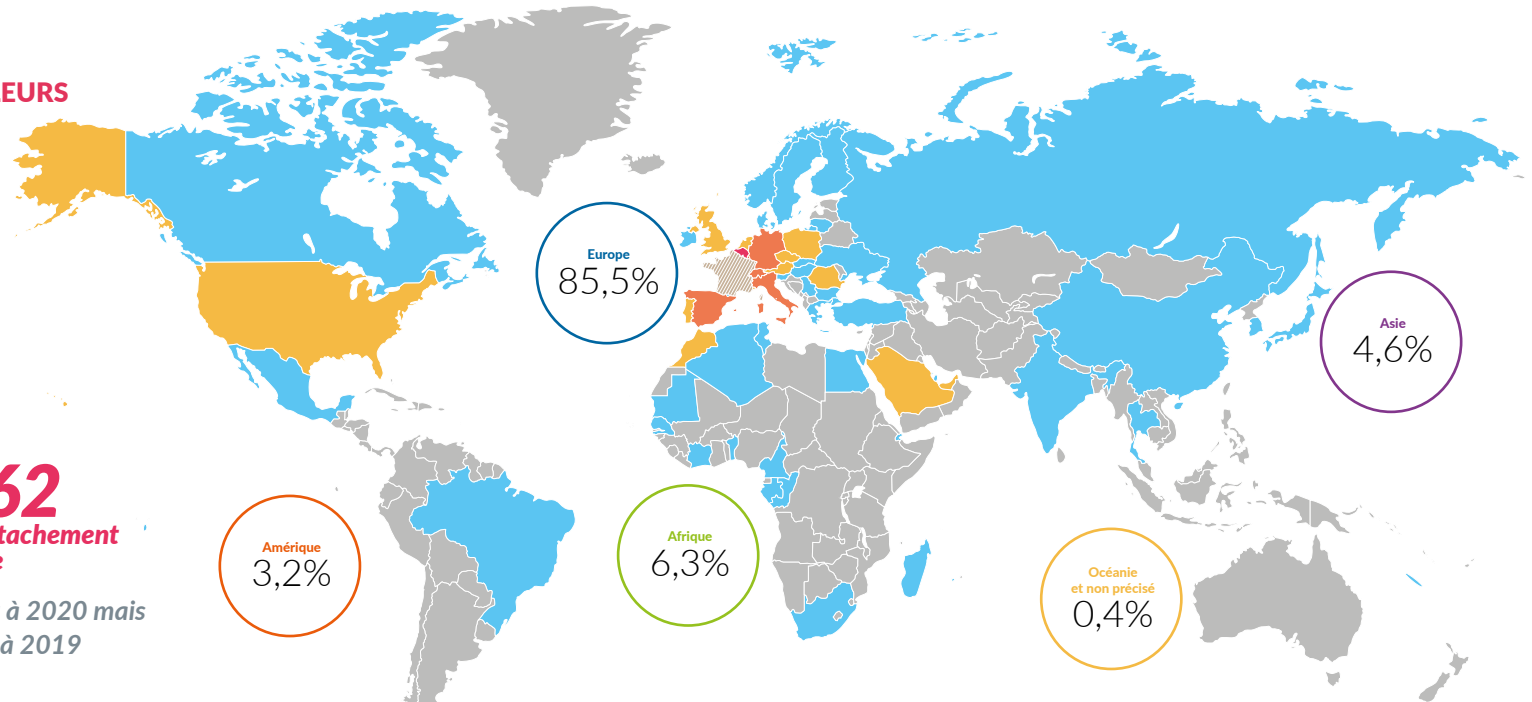 EURS
Europe
85,5%
Asie
4,6%
62
tachement
Amérique
3,2%
Afrique
6,3%
Océanie
et non précisé
0,4%
à 2020 mais
à 2019